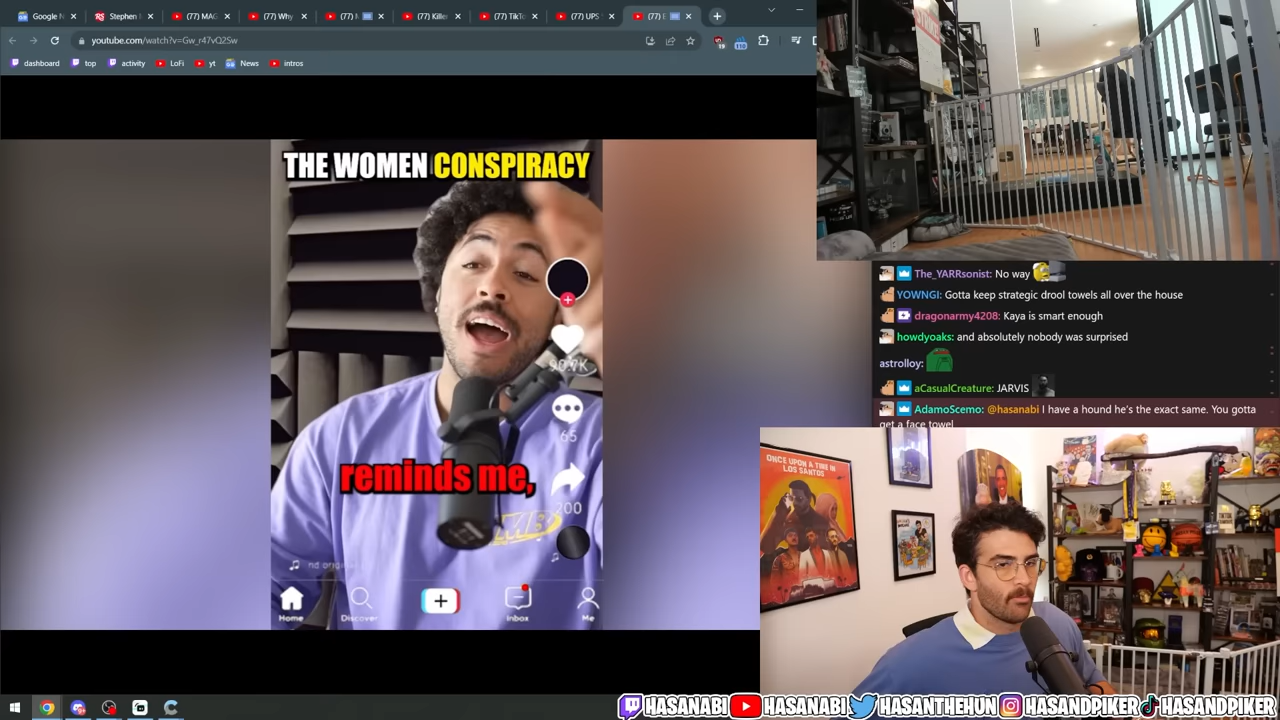 Google N
Stephen
(77) MA
(77) Why
(77)
(77) Kille
(77) TikTo
(77) UPS
(77) E
youtube.com/watch?v=Gw_r47vQ2Sw
dashboard
top
activity
LoFi
yt
News
intros
THE WOMEN CONSPIRACY
90.7K
65
reminds me,
200
Home
Discover
Inbox
Me
The_YARRsonist: No way
YOWNGI: Gotta keep strategic drool towels all over the house
dragonarmy4208: Kaya is smart enough
howdyoaks: and absolutely nobody was surprised
astrolloy:
aCasualCreature: JARVIS
AdamoScemo: @hasanabi I have a hound he's the exact same. You gotta
get a face towel
ONCE UPON A TIME IN
LOS SANTOS
HASANABI
HASANABI
HASANTHEHUN
HASANDPIKER
HASANDPIKER